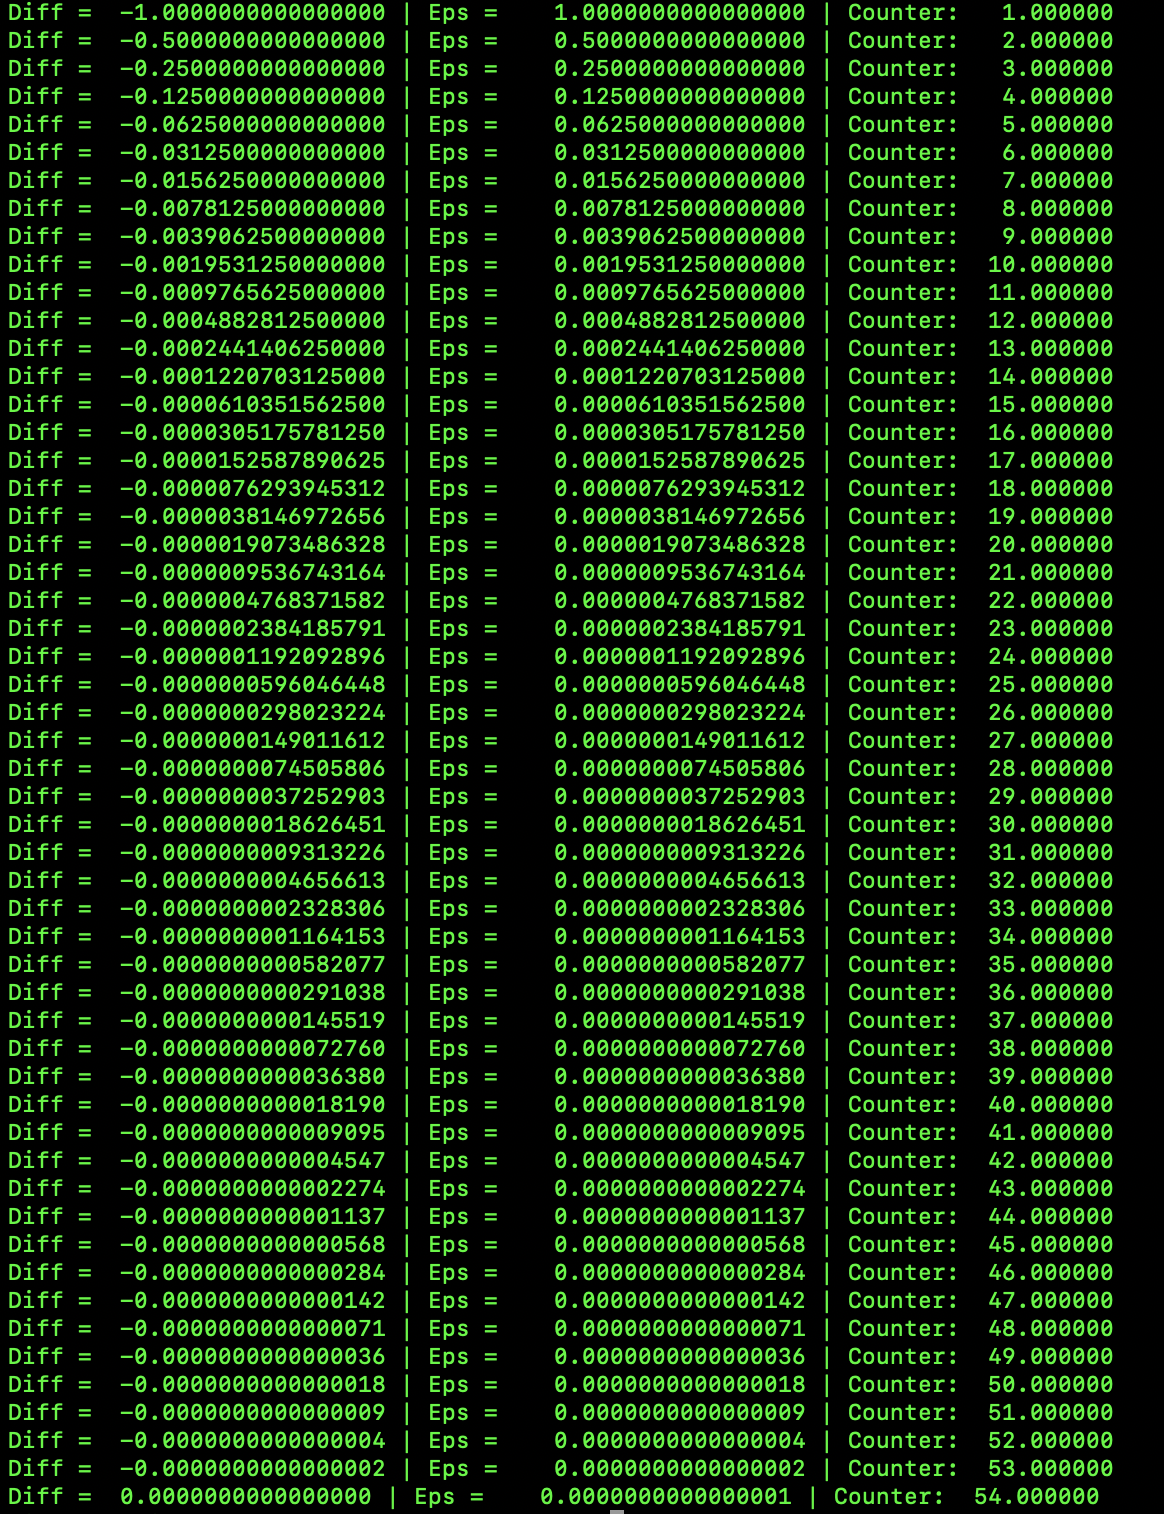 Diff = -1.0000000000000000 | Eps = 1.0000000000000000 | Counter: 1.000000
Diff = -0.5000000000000000 | Eps = 0.5000000000000000 | Counter: 2.000000
Diff = -0.2500000000000000 | Eps = 0.2500000000000000 | Counter: 3.000000
Diff = -0.1250000000000000 | Eps = 0.1250000000000000 | Counter: 4.000000
Diff = -0.0625000000000000 | Eps = 0.0625000000000000 | Counter: 5.000000
Diff = -0.0312500000000000 | Eps = 0.0312500000000000 | Counter: 6.000000
Diff = -0.0156250000000000 | Eps = 0.0156250000000000 | Counter: 7.000000
Diff = -0.0078125000000000 | Eps = 0.0078125000000000 | Counter: 8.000000
Diff = -0.0039062500000000 | Eps = 0.0039062500000000 | Counter: 9.000000
Diff = -0.0019531250000000 | Eps = 0.0019531250000000 | Counter: 10.000000
Diff = -0.0009765625000000 | Eps = 0.0009765625000000 | Counter: 11.000000
Diff = -0.0004882812500000 | Eps = 0.0004882812500000 | Counter: 12.000000
Diff = -0.0002441406250000 | Eps = 0.0002441406250000 | Counter: 13.000000
Diff = -0.0001220703125000 | Eps = 0.0001220703125000 | Counter: 14.000000
Diff = -0.0000610351562500 | Eps = 0.0000610351562500 | Counter: 15.000000
Diff = -0.0000305175781250 | Eps = 0.0000305175781250 | Counter: 16.000000
Diff = -0.0000152587890625 | Eps = 0.0000152587890625 | Counter: 17.000000
Diff = -0.0000076293945312 | Eps = 0.0000076293945312 | Counter: 18.000000
Diff = -0.0000038146972656 | Eps = 0.0000038146972656 | Counter: 19.000000
Diff = -0.0000019073486328 | Eps = 0.0000019073486328 | Counter: 20.000000
Diff = -0.0000009536743164 | Eps = 0.0000009536743164 | Counter: 21.000000
Diff = -0.0000004768371582 | Eps = 0.0000004768371582 | Counter: 22.000000
Diff = -0.0000002384185791 | Eps = 0.0000002384185791 | Counter: 23.000000
Diff = -0.0000001192092896 | Eps = 0.0000001192092896 | Counter: 24.000000
Diff = -0.0000000596046448 | Eps = 0.0000000596046448 | Counter: 25.000000
Diff = -0.0000000298023224 | Eps = 0.0000000298023224 | Counter: 26.000000
Diff = -0.0000000149011612 | Eps = 0.0000000149011612 | Counter: 27.000000
Diff = -0.0000000074505806 | Eps = 0.0000000074505806 | Counter: 28.000000
Diff = -0.0000000037252903 | Eps = 0.0000000037252903 | Counter: 29.000000
Diff = -0.0000000018626451 | Eps = 0.0000000018626451 | Counter: 30.000000
Diff = -0.0000000009313226 | Eps = 0.0000000009313226 | Counter: 31.000000
Diff = -0.0000000004656613 | Eps = 0.0000000004656613 | Counter: 32.000000
Diff = -0.0000000002328306 | Eps = 0.0000000002328306 | Counter: 33.000000
Diff = -0.0000000001164153 | Eps = 0.0000000001164153 | Counter: 34.000000
Diff = -0.0000000000582077 | Eps = 0.0000000000582077 | Counter: 35.000000
Diff = -0.0000000000291038 | Eps = 0.0000000000291038 | Counter: 36.000000
Diff = -0.0000000000145519 | Eps = 0.0000000000145519 | Counter: 37.000000
Diff = -0.0000000000072760 | Eps = 0.0000000000072760 | Counter: 38.000000
Diff = -0.0000000000036380 | Eps = 0.0000000000036380 | Counter: 39.000000
Diff = -0.0000000000018190 | Eps = 0.0000000000018190 | Counter: 40.000000
Diff = -0.0000000000009095 | Eps = 0.0000000000009095 | Counter: 41.000000
Diff = -0.0000000000004547 | Eps = 0.0000000000004547 | Counter: 42.000000
Diff = -0.0000000000002274 | Eps = 0.0000000000002274 | Counter: 43.000000
Diff = -0.0000000000001137 | Eps = 0.0000000000001137 | Counter: 44.000000
Diff = -0.0000000000000568 | Eps = 0.0000000000000568 | Counter: 45.000000
Diff = -0.0000000000000284 | Eps = 0.0000000000000284 | Counter: 46.000000
Diff = -0.0000000000000142 | Eps = 0.0000000000000142 | Counter: 47.000000
Diff = -0.0000000000000071 | Eps = 0.0000000000000071 | Counter: 48.000000
Diff = -0.0000000000000036 | Eps = 0.0000000000000036 | Counter: 49.000000
Diff = -0.0000000000000018 | Eps = 0.0000000000000018 | Counter: 50.000000
Diff = -0.0000000000000009 | Eps = 0.0000000000000009 | Counter: 51.000000
Diff = -0.0000000000000004 | Eps = 0.0000000000000004 | Counter: 52.000000
Diff = -0.0000000000000002 | Eps = 0.0000000000000002 | Counter: 53.000000
Diff = 0.0000000000000000 | Eps = 0.0000000000000001 | Counter: 54.000000